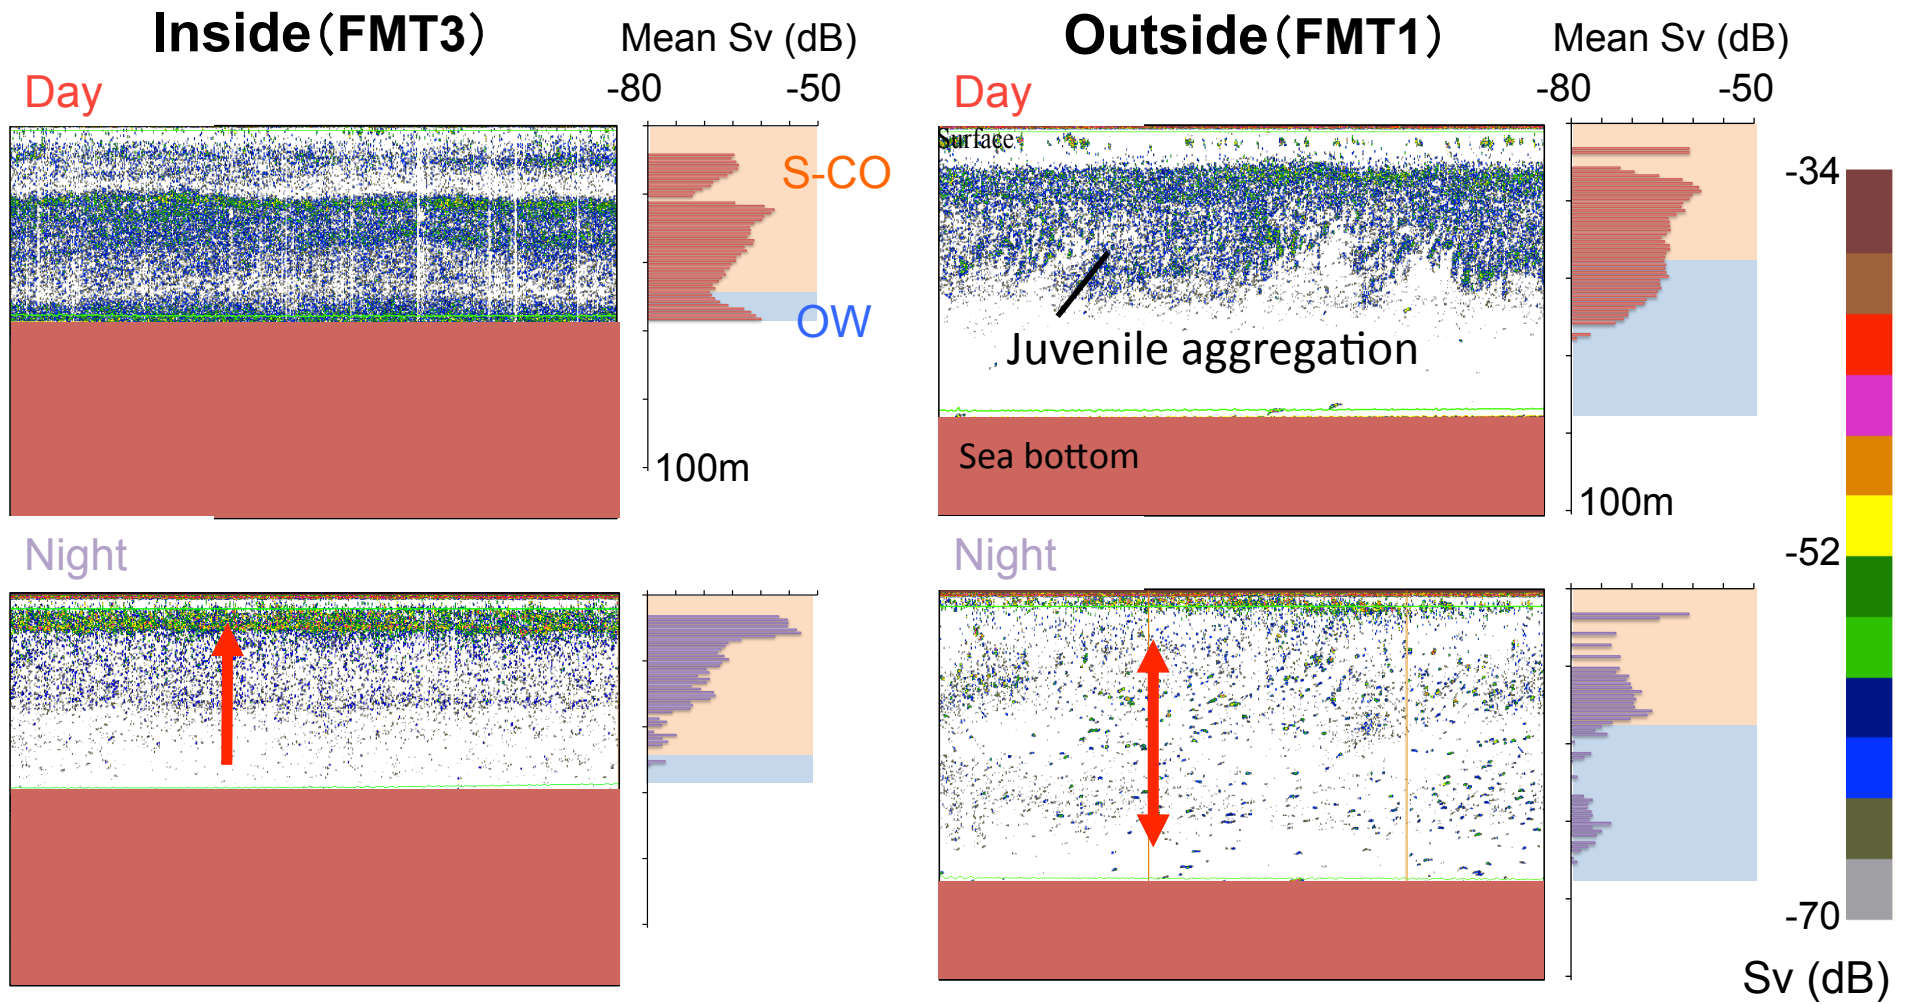 Inside（FMT3）
Mean Sv (dB)
-80
-50
Day
S-CO
OW
100m
Night
Outside（FMT1）
Mean Sv (dB)
-80
-50
Day
Surface
Juvenile aggregation
Sea bottom
100m
Night
-34
-52
-70
Sv (dB)